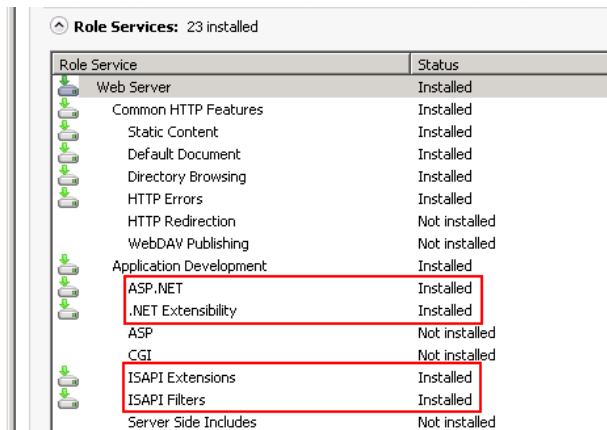 Role Services: 23 installed
Role Service Status
Web Server Installed
Common HTTP Features Installed
Static Content Installed
Default Document Installed
Directory Browsing Installed
HTTP Errors Installed
HTTP Redirection Not installed
WebDAV Publishing Not installed
Application Development Installed
ASP.NET Installed
.NET Extensibility Installed
ASP Not installed
CGI Not installed
ISAPI Extensions Installed
ISAPI Filters Installed
Server Side Includes Not installed